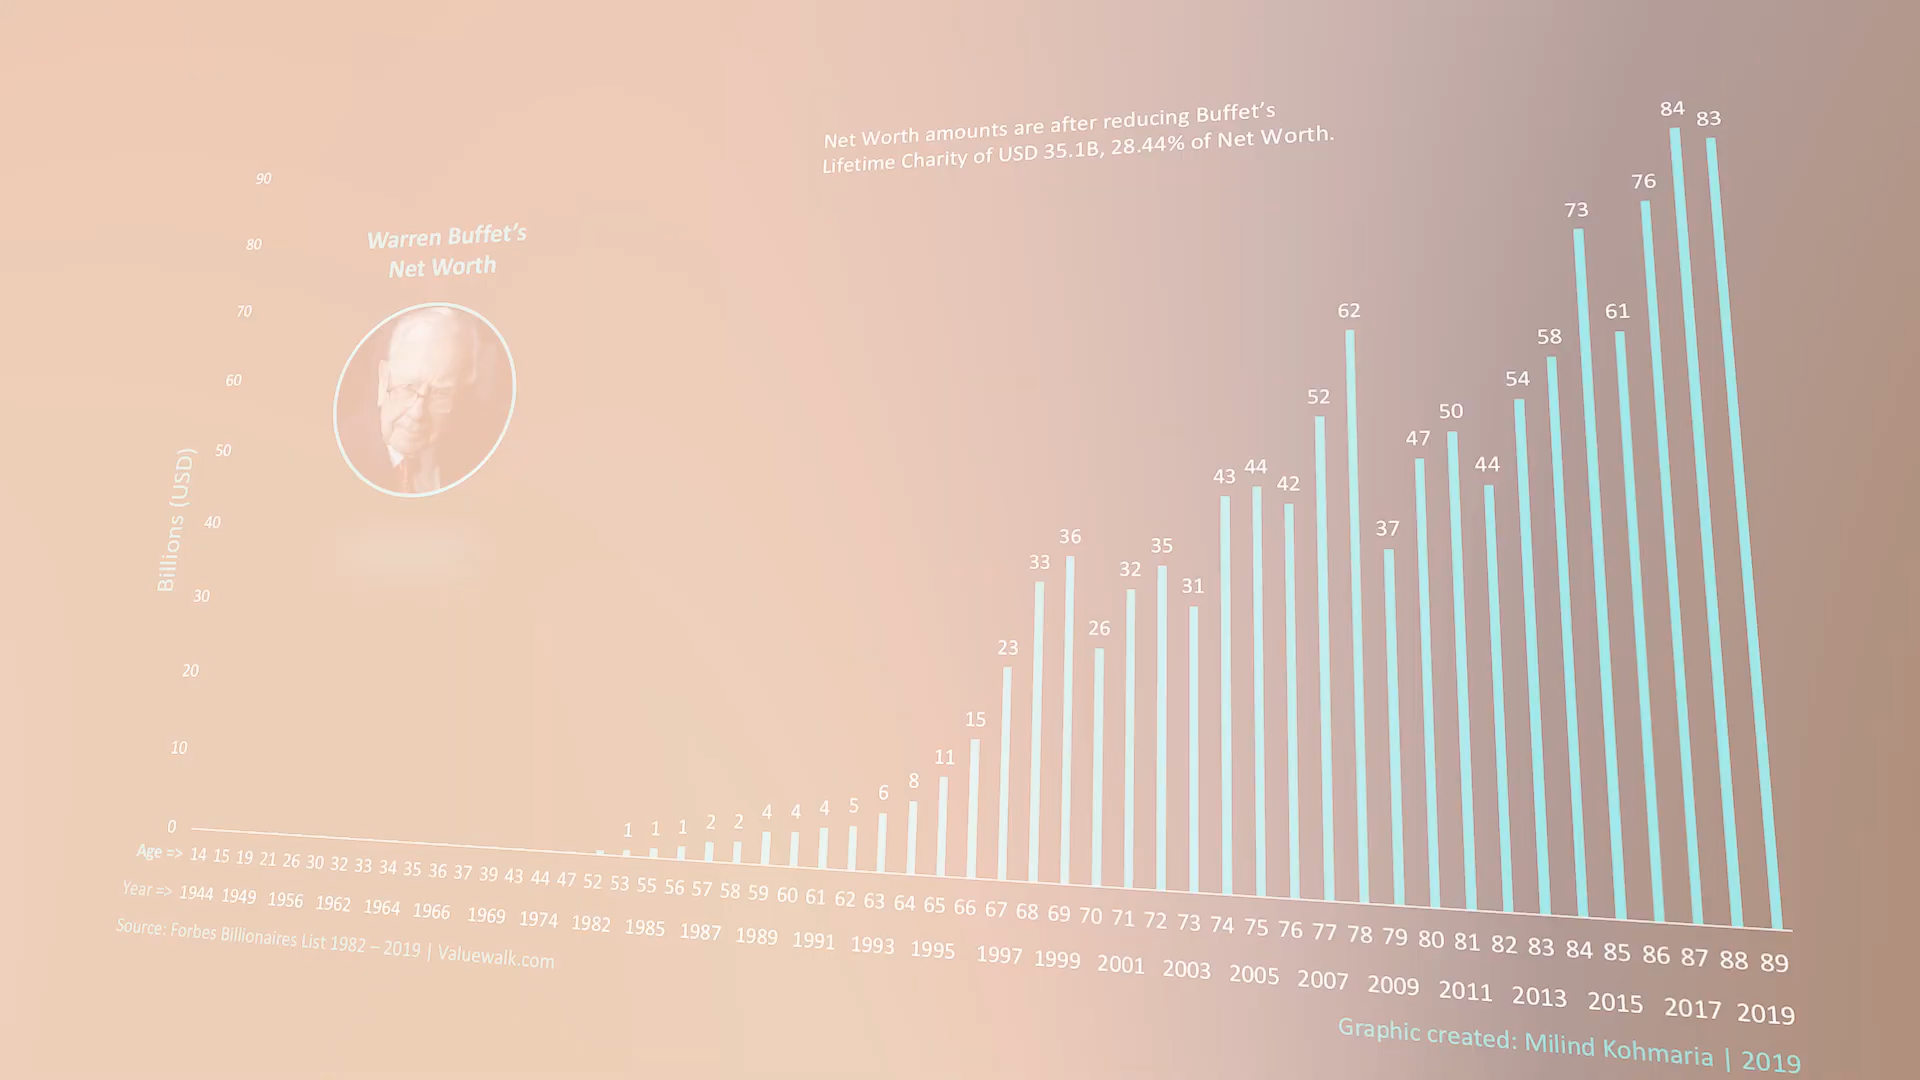 Net Worth amounts are after reducing Buffet's
Lifetime Charity of USD 35.1B, 28.44% of Net Worth.
Warren Buffet's
Net Worth
Billions (USD)
90
80
70
60
50
40
30
20
10
0
1 1 1 2 2 4 4 4 5 6 8 11 15 23 33 36 26 32 35 31 43 44 42 52 62 37 47 50 44 54 58 73 61 76 84 83
Age => 14 15 19 21 26 30 32 33 34 35 36 37 39 43 44 47 52 53 55 56 57 58 59 60 61 62 63 64 65 66 67 68 69 70 71 72 73 74 75 76 77 78 79 80 81 82 83 84 85 86 87 88 89
Year => 1944 1949 1956 1962 1964 1966 1969 1974 1982 1985 1987 1989 1991 1993 1995 1997 1999 2001 2003 2005 2007 2009 2011 2013 2015 2017 2019
Source: Forbes Billionaires List 1982 – 2019 | Valuewalk.com
Graphic created: Milind Kohmaria | 2019